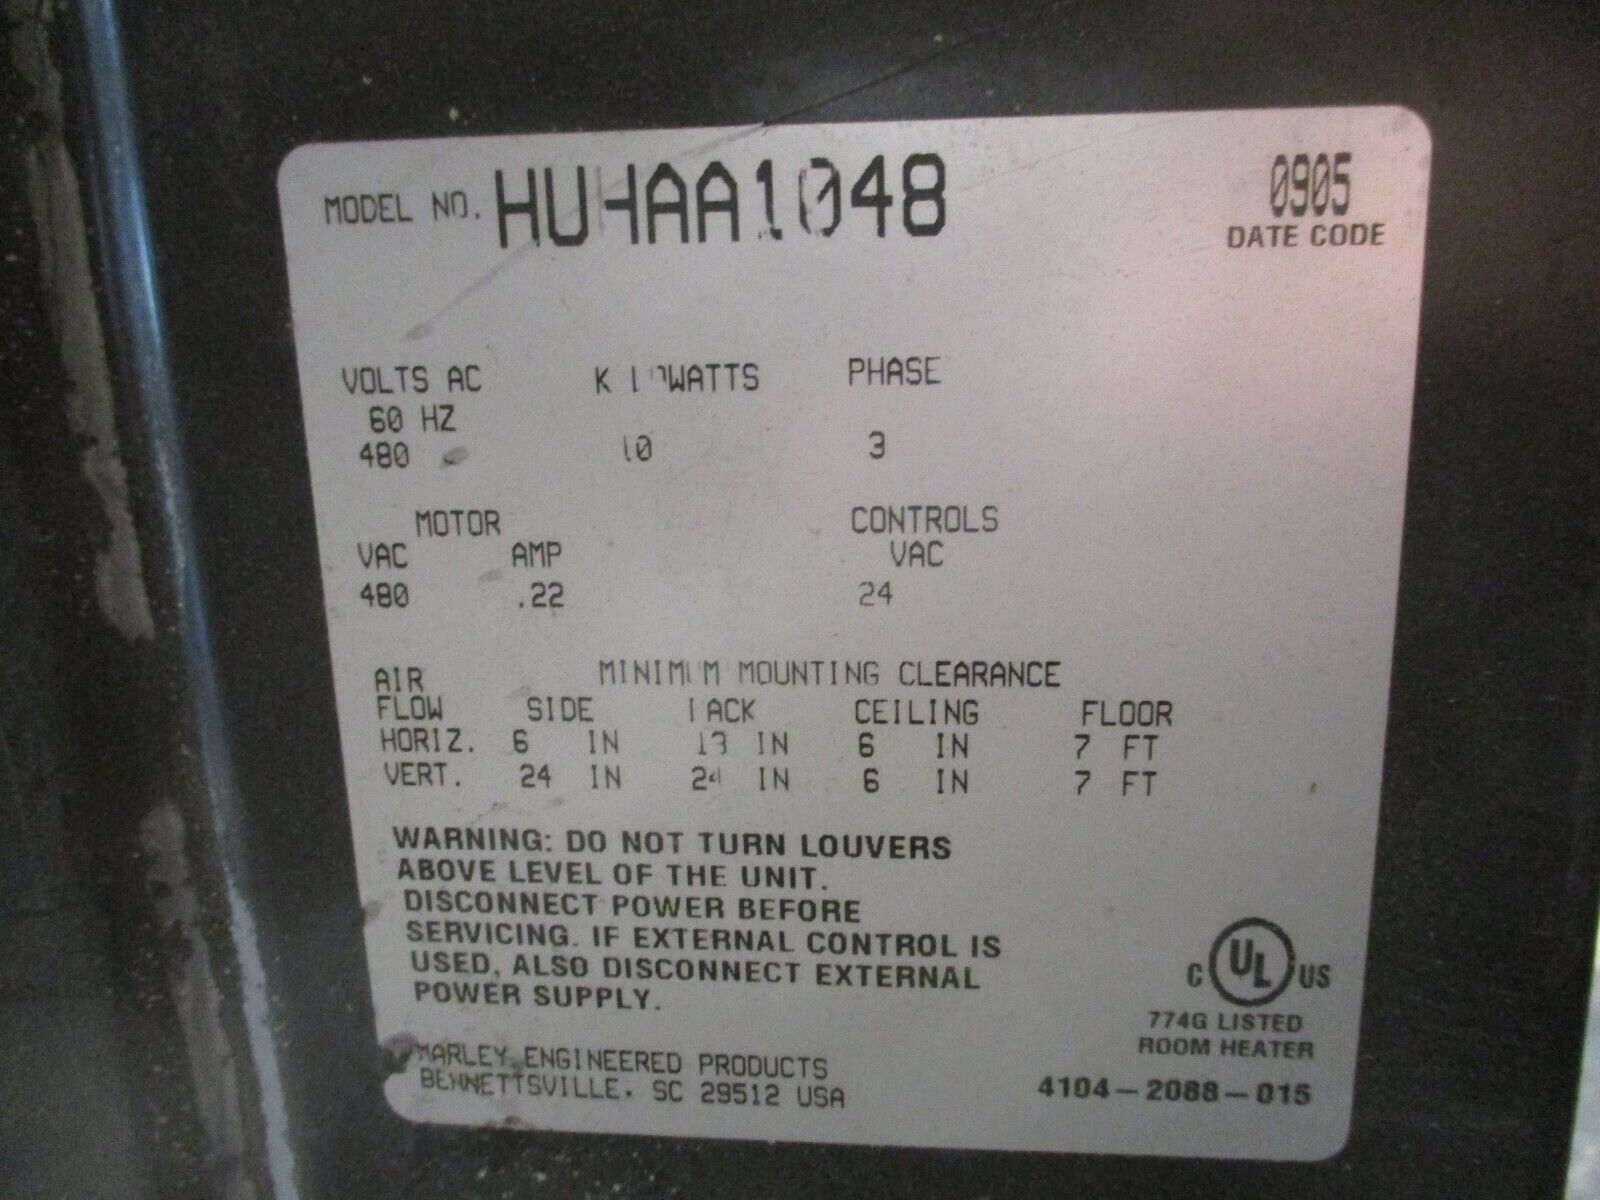 MODEL NO. HUHAA1048
0905
DATE CODE
VOLTS AC KILOWATTS PHASE
60 HZ
480 10 3
MOTOR CONTROLS
VAC AMP VAC
480 .22 24
AIR MINIMUM MOUNTING CLEARANCE
FLOW SIDE BACK CEILING FLOOR
HORIZ. 6 IN 13 IN 6 IN 7 FT
VERT. 24 IN 24 IN 6 IN 7 FT
WARNING: DO NOT TURN LOUVERS
ABOVE LEVEL OF THE UNIT.
DISCONNECT POWER BEFORE
SERVICING. IF EXTERNAL CONTROL IS
USED, ALSO DISCONNECT EXTERNAL
POWER SUPPLY.
C UL US
774G LISTED
ROOM HEATER
MARLEY ENGINEERED PRODUCTS
BENNETTSVILLE, SC 29512 USA
4104-2088-015